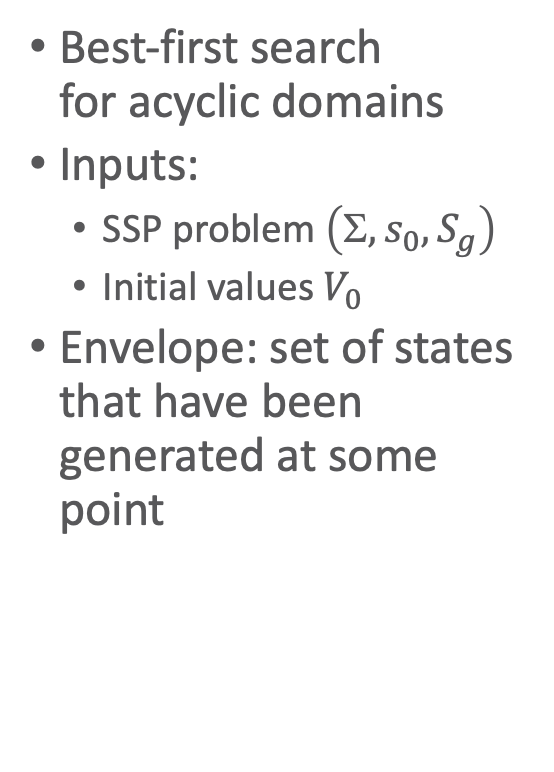 • Best-first search
for acyclic domains
• Inputs:
• SSP problem (Σ, s₀, S_g)
• Initial values V₀
• Envelope: set of states
that have been
generated at some
point